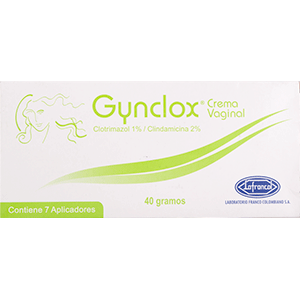 Gynclox® Crema
Vaginal
Clotrimazol 1% / Clindamicina 2%
Contiene 7 Aplicadores
40 gramos
Lafrancol
LABORATORIO FRANCO COLOMBIANO S.A.